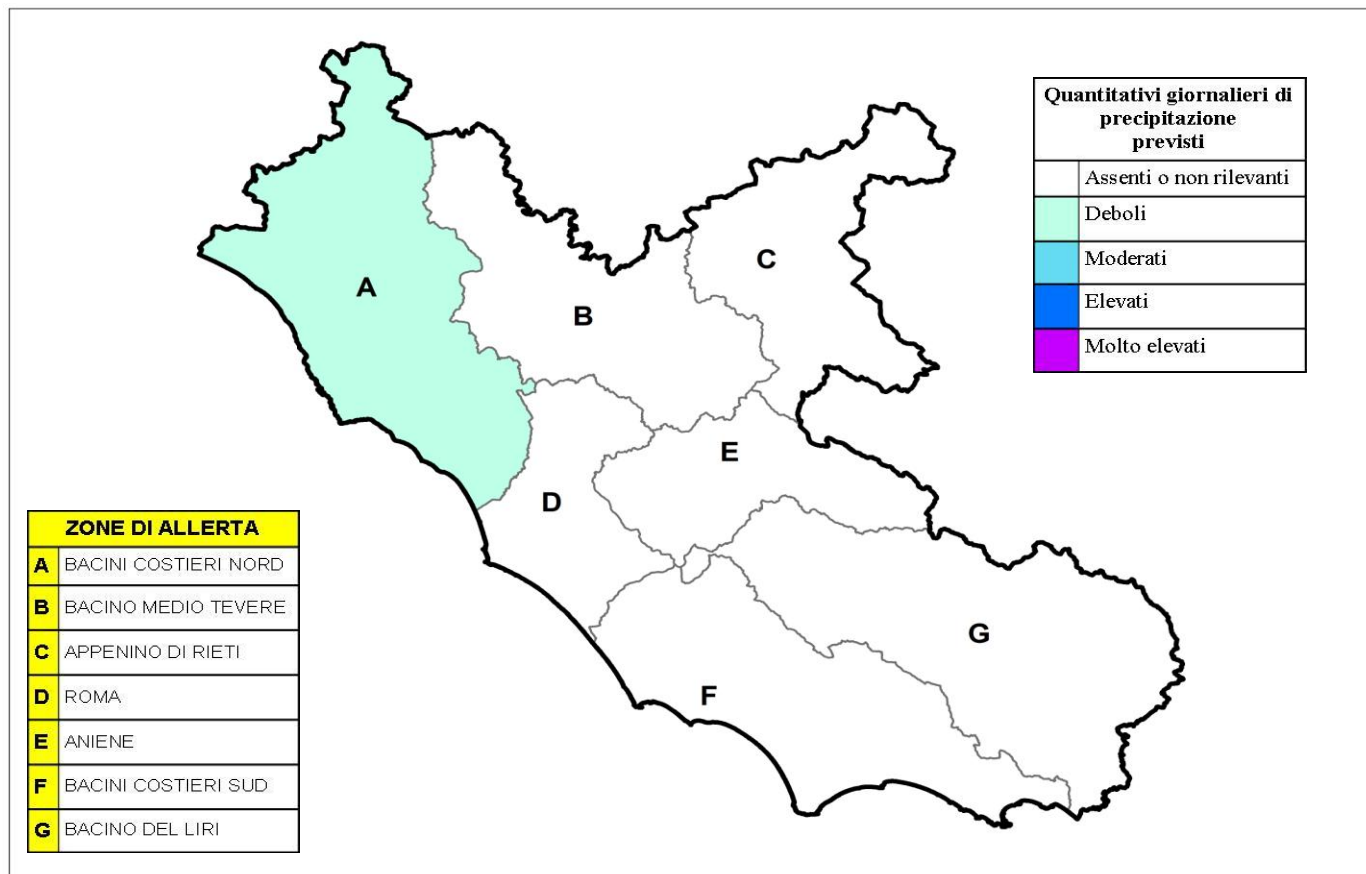 Quantitativi giornalieri di
precipitazione
previsti
Assenti o non rilevanti
Deboli
Moderati
Elevati
Molto elevati
A
B
C
D
E
F
G
ZONE DI ALLERTA
A BACINI COSTIERI NORD
B BACINO MEDIO TEVERE
C APPENINO DI RIETI
D ROMA
E ANIENE
F BACINI COSTIERI SUD
G BACINO DEL LIRI